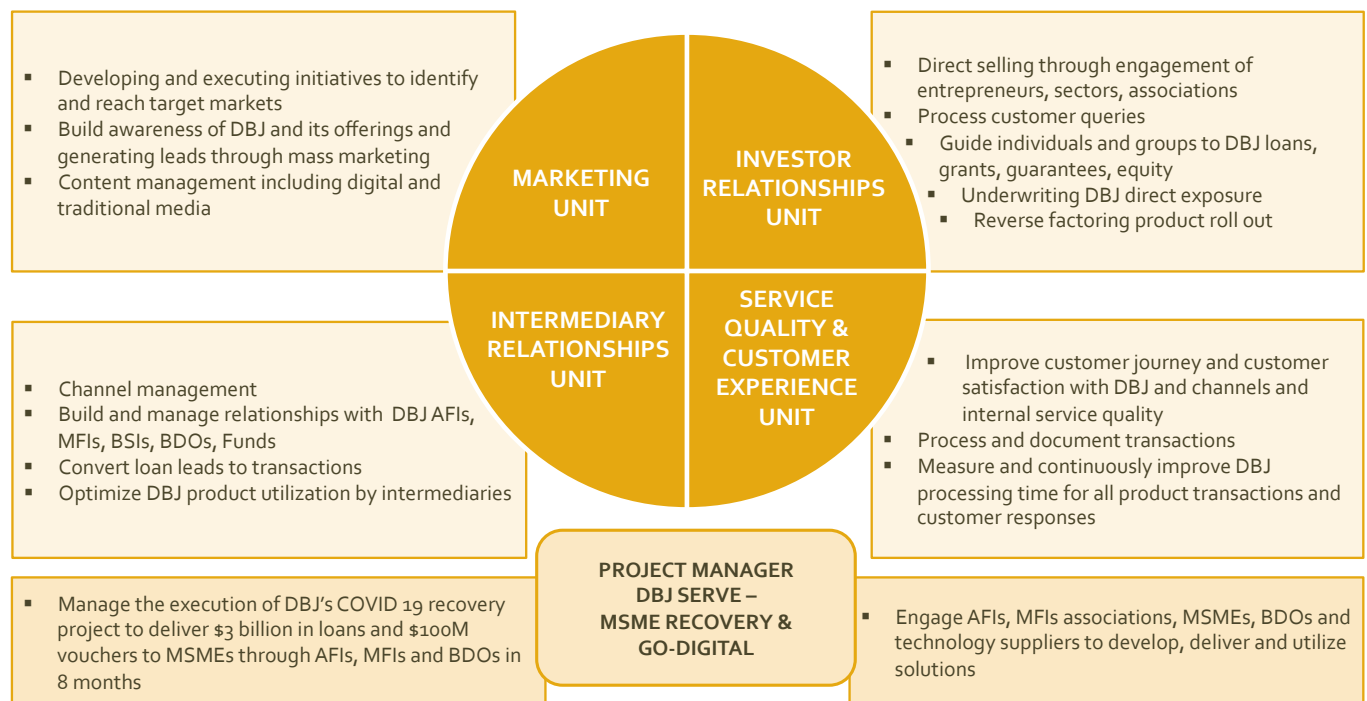 ▪ Developing and executing initiatives to identify
and reach target markets
▪ Build awareness of DBJ and its offerings and
generating leads through mass marketing
▪ Content management including digital and
traditional media
MARKETING
UNIT
INVESTOR
RELATIONSHIPS
UNIT
▪ Direct selling through engagement of
entrepreneurs, sectors, associations
▪ Process customer queries
▪ Guide individuals and groups to DBJ loans,
grants, guarantees, equity
▪ Underwriting DBJ direct exposure
▪ Reverse factoring product roll out
▪ Channel management
▪ Build and manage relationships with DBJ AFIs,
MFIs, BSIs, BDOs, Funds
▪ Convert loan leads to transactions
▪ Optimize DBJ product utilization by intermediaries
INTERMEDIARY
RELATIONSHIPS
UNIT
SERVICE
QUALITY &
CUSTOMER
EXPERIENCE
UNIT
▪ Improve customer journey and customer
satisfaction with DBJ and channels and
internal service quality
▪ Process and document transactions
▪ Measure and continuously improve DBJ
processing time for all product transactions and
customer responses
▪ Manage the execution of DBJ's COVID 19 recovery
project to deliver $3 billion in loans and $100M
vouchers to MSMEs through AFIs, MFIs and BDOs in
8 months
PROJECT MANAGER
DBJ SERVE –
MSME RECOVERY &
GO-DIGITAL
▪ Engage AFIs, MFIs associations, MSMEs, BDOs and
technology suppliers to develop, deliver and utilize
solutions